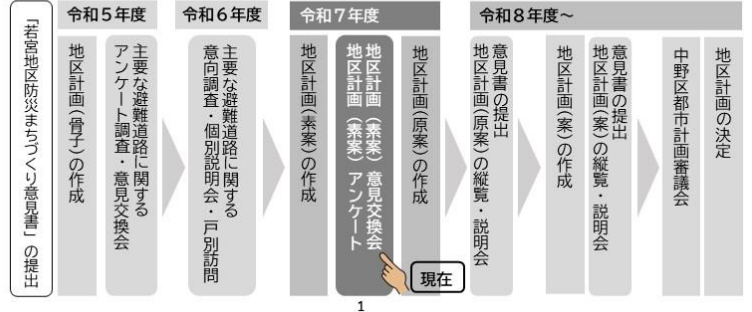 「若宮地区防災まちづくり意見書」の提出
令和５年度
地区計画（骨子）の作成
主要な避難道路に関する
アンケート調査・意見交換会
令和６年度
主要な避難道路に関する
意向調査・個別説明会・戸別訪問
令和７年度
地区計画（素案）の作成
地区計画（素案）意見交換会
地区計画（素案）アンケート
地区計画（原案）の作成
現在
令和８年度～
意見書の提出
地区計画（原案）の縦覧・説明会
地区計画（案）の作成
意見書の提出
地区計画（案）の縦覧・説明会
中野区都市計画審議会
地区計画の決定
1